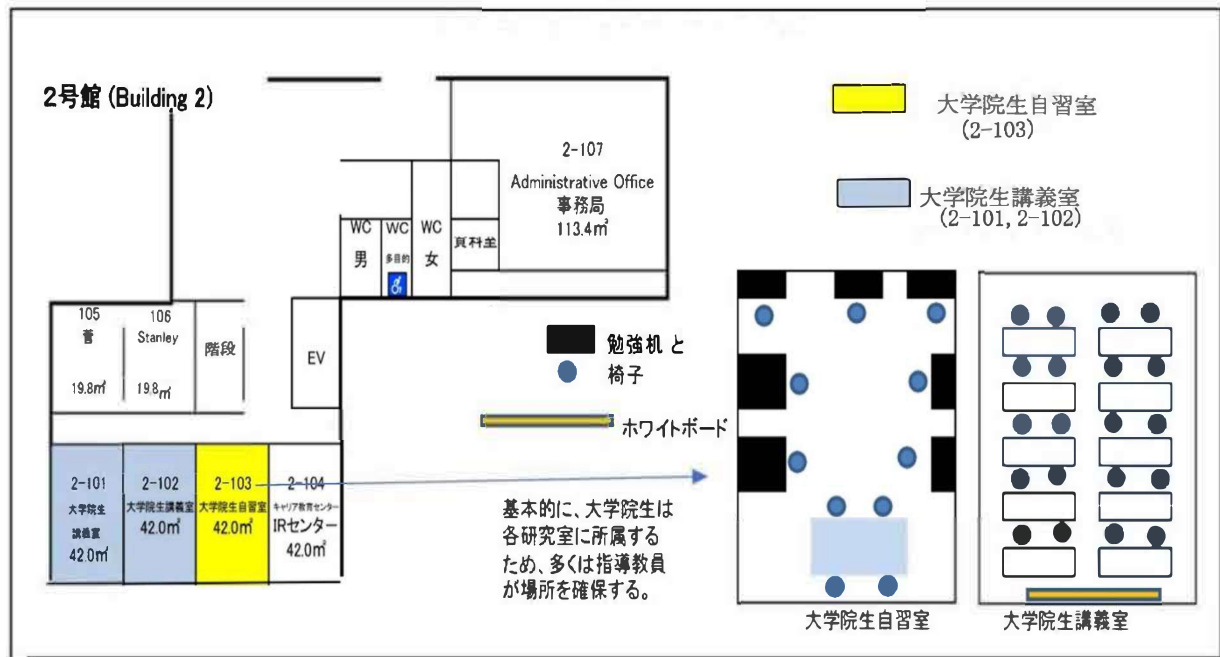 2号館 (Building 2)
2-107
Administrative Office
事務局
113.4㎡
WC
男
WC
多目的
WC
女
105
菅
19.8㎡
106
Stanley
19.8㎡
階段
EV
2-101
大学院生
講義室
42.0㎡
2-102
大学院生講義室
42.0㎡
2-103
大学院生自習室
42.0㎡
2-104
キャリア教育センター
IRセンター
42.0㎡
大学院生自習室
(2-103)
大学院生講義室
(2-101, 2-102)
勉強机 と
椅子
ホワイトボード
基本的に、大学院生は
各研究室に所属する
ため、多くは指導教員
が場所を確保する。
大学院生自習室
大学院生講義室